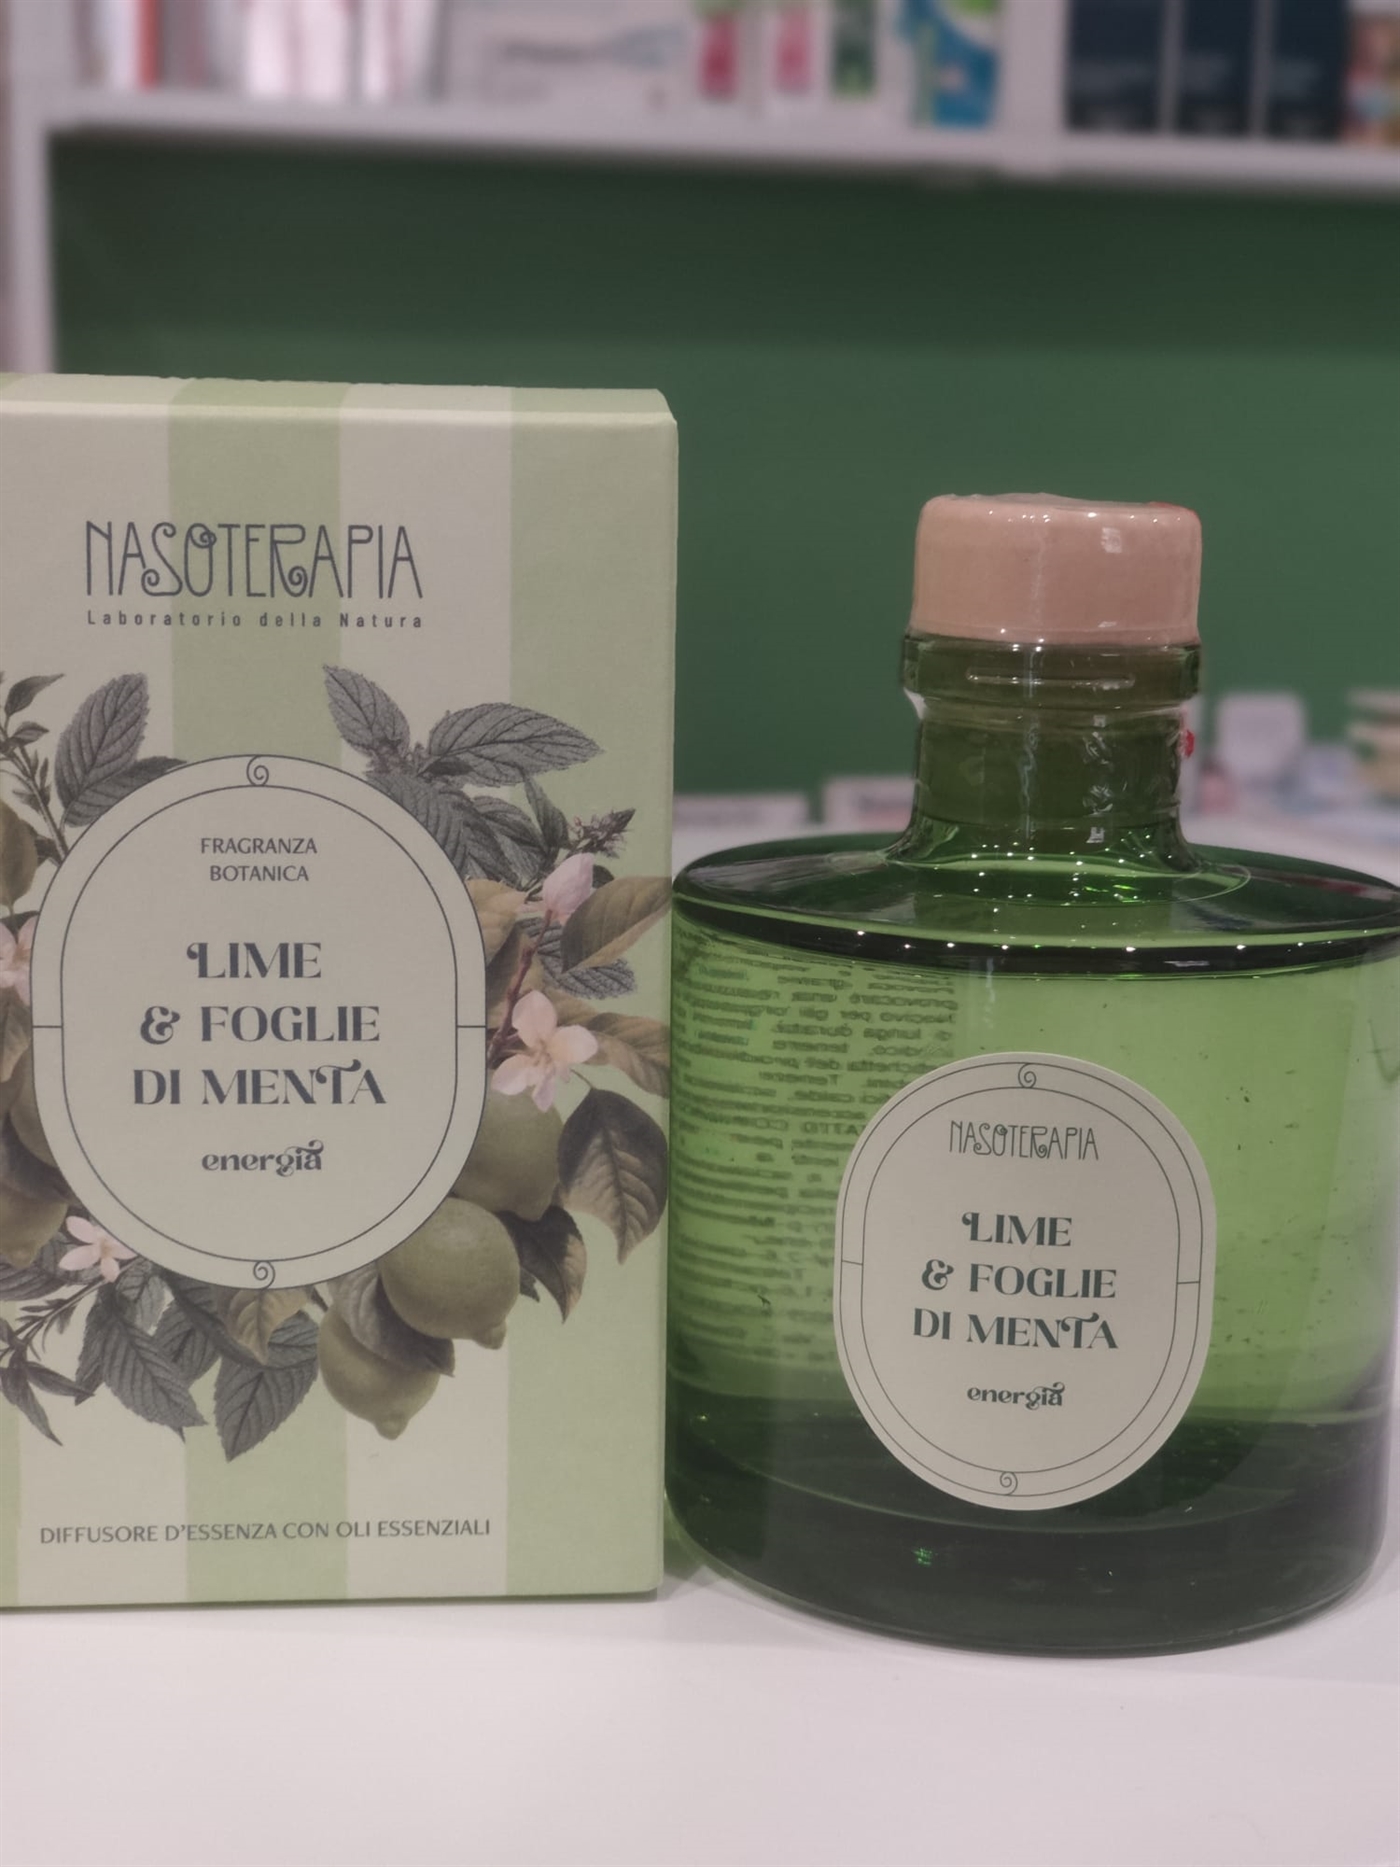 NASOTERAPIA
Laboratorio della Natura
FRAGRANZA
BOTANICA
LIME
& FOGLIE
DI MENTA
energia
DIFFUSORE D'ESSENZA CON OLI ESSENZIALI
NASOTERAPIA
LIME
& FOGLIE
DI MENTA
energia